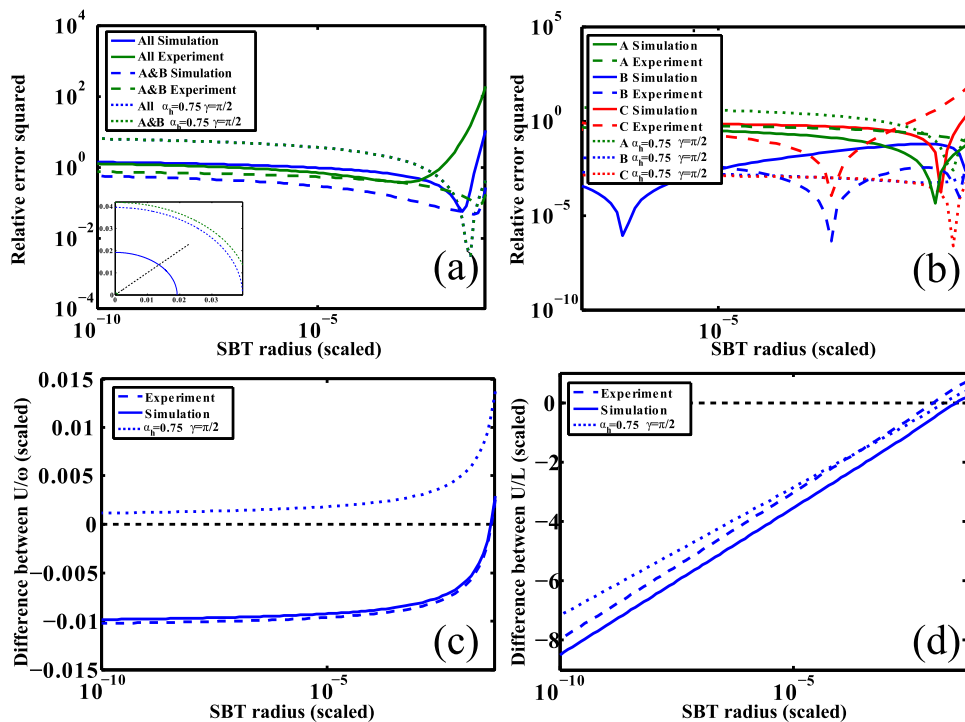 10^4
10^2
10^0
10^-2
10^-4
Relative error squared
All Simulation
All Experiment
A&B Simulation
A&B Experiment
All α_h=0.75 γ=π/2
A&B α_h=0.75 γ=π/2
0.04
0.03
0.02
0.01
0
0 0.01 0.02 0.03
(a)
10^-10 10^-5
SBT radius (scaled)
10^5
10^0
10^-5
10^-10
Relative error squared
A Simulation
A Experiment
B Simulation
B Experiment
C Simulation
C Experiment
A α_h=0.75 γ=π/2
B α_h=0.75 γ=π/2
C α_h=0.75 γ=π/2
(b)
10^-5
SBT radius (scaled)
0.015
0.01
0.005
0
−0.005
−0.01
−0.015
Difference between U/ω (scaled)
Experiment
Simulation
α_h=0.75 γ=π/2
(c)
10^-10 10^-5
SBT radius (scaled)
0
−2
−4
−6
−8
Difference between U/L (scaled)
Experiment
Simulation
α_h=0.75 γ=π/2
(d)
10^-10 10^-5
SBT radius (scaled)